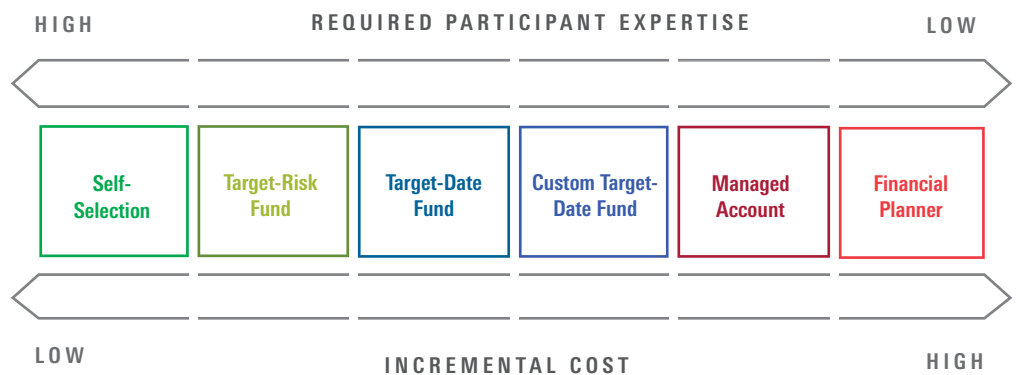 HIGH
REQUIRED PARTICIPANT EXPERTISE
LOW
Self-
Selection
Target-Risk
Fund
Target-Date
Fund
Custom Target-
Date Fund
Managed
Account
Financial
Planner
LOW
INCREMENTAL COST
HIGH